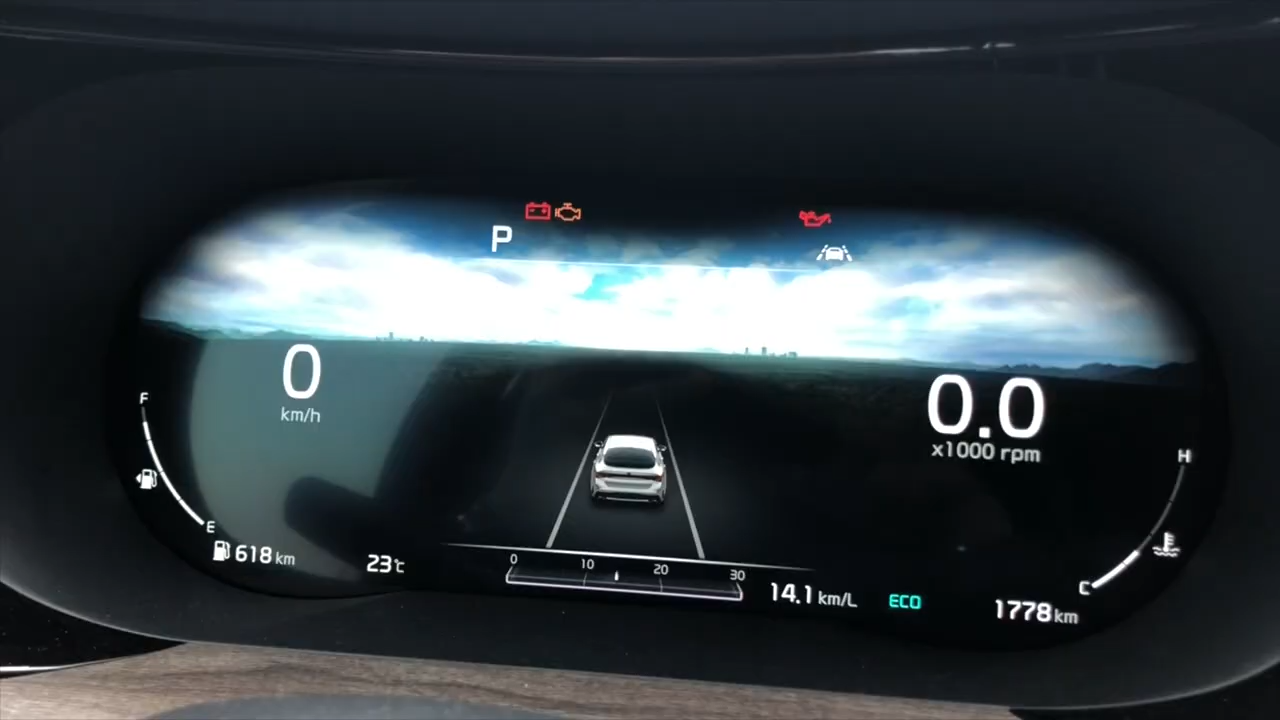 P
0
km/h
0.0
x1000 rpm
F
E
H
C
618 km
23℃
0 10 20 30
14.1 km/L
ECO
1778 km